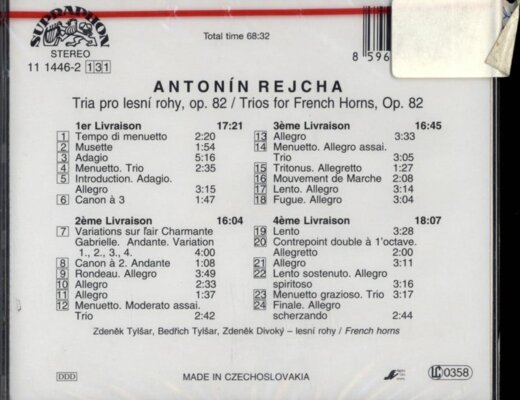 SUPRAPHON
STEREO
11 1446-2 131
Total time 68:32
8 596
ANTONÍN REJCHA
Tria pro lesní rohy, op. 82 / Trios for French Horns, Op. 82
1er Livraison 17:21
1 Tempo di menuetto 2:20
2 Musette 1:54
3 Adagio 5:16
4 Menuetto. Trio 2:35
5 Introduction. Adagio.
Allegro 3:15
6 Canon à 3 1:47
2ème Livraison 16:04
7 Variations sur l'air Charmante
Gabrielle. Andante. Variation
1., 2., 3., 4. 4:00
8 Canon à 2. Andante 1:08
9 Rondeau. Allegro 3:49
10 Allegro 2:33
11 Allegro 1:37
12 Menuetto. Moderato assai.
Trio 2:42
3ème Livraison 16:45
13 Allegro 3:33
14 Menuetto. Allegro assai.
Trio 3:05
15 Tritonus. Allegretto 1:27
16 Mouvement de Marche 2:08
17 Lento. Allegro 3:14
18 Fugue. Allegro 3:04
4ème Livraison 18:07
19 Lento 3:28
20 Contrepoint double à 1'octave.
Allegretto 2:00
21 Allegro 3:11
22 Lento sostenuto. Allegro
spiritoso 3:16
23 Menuetto grazioso. Trio 3:17
24 Finale. Allegro
scherzando 2:44
Zdeněk Tylšar, Bedřich Tylšar, Zdeněk Divoký – lesní rohy / French horns
DDD
MADE IN CZECHOSLOVAKIA
LC 0358